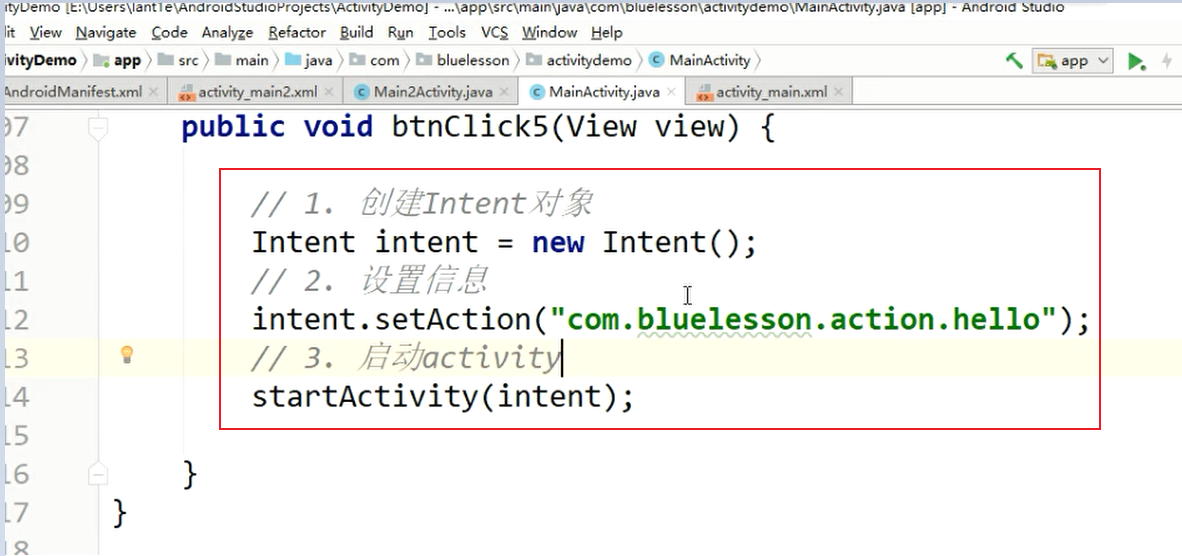 ityDemo [E:\Users\lantie\AndroidStudioProjects\ActivityDemo] - ...\app\src\main\java\com\bluelesson\activitydemo\MainActivity.java [app] - Android Studio
it View Navigate Code Analyze Refactor Build Run Tools VCS Window Help
ivityDemo app src main java com bluelesson activitydemo MainActivity app
AndroidManifest.xml activity_main2.xml Main2Activity.java MainActivity.java activity_main.xml
07 public void btnClick5(View view) {
08
09 // 1. 创建Intent对象
10 Intent intent = new Intent();
11 // 2. 设置信息
12 intent.setAction("com.bluelesson.action.hello");
13 // 3. 启动activity
14 startActivity(intent);
15
16 }
17 }
18